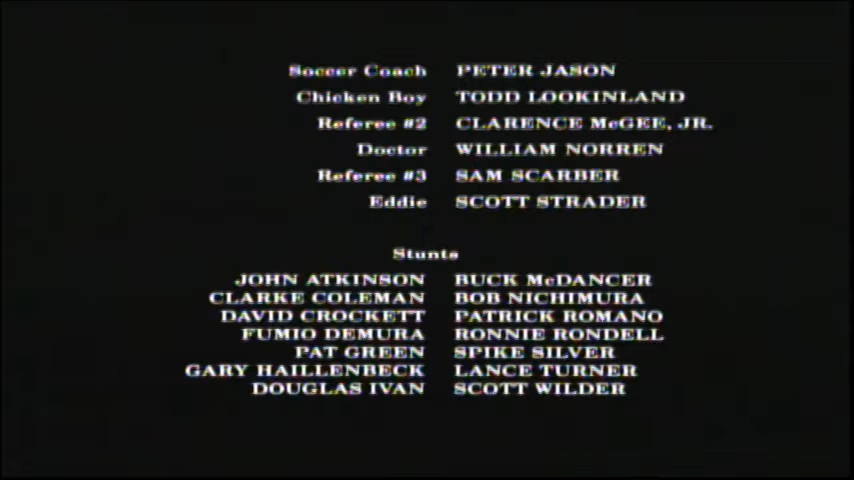 Soccer Coach PETER JASON
Chicken Boy TODD LOOKINLAND
Referee #2 CLARENCE McGEE, JR.
Doctor WILLIAM NORREN
Referee #3 SAM SCARBER
Eddie SCOTT STRADER
Stunts
JOHN ATKINSON BUCK McDANCER
CLARKE COLEMAN BOB NICHIMURA
DAVID CROCKETT PATRICK ROMANO
FUMIO DEMURA RONNIE RONDELL
PAT GREEN SPIKE SILVER
GARY HAILLENBECK LANCE TURNER
DOUGLAS IVAN SCOTT WILDER